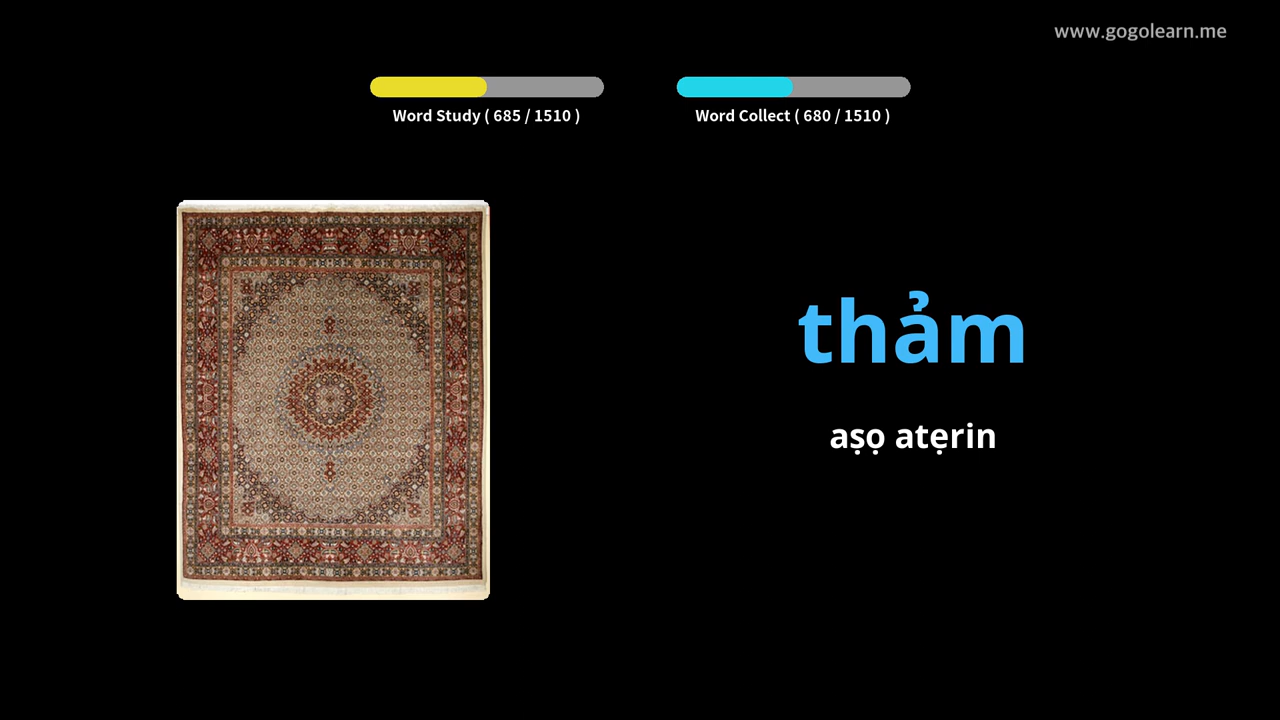 www.gogolearn.me
Word Study ( 685 / 1510 )
Word Collect ( 680 / 1510 )
thảm
aṣọ atẹrin